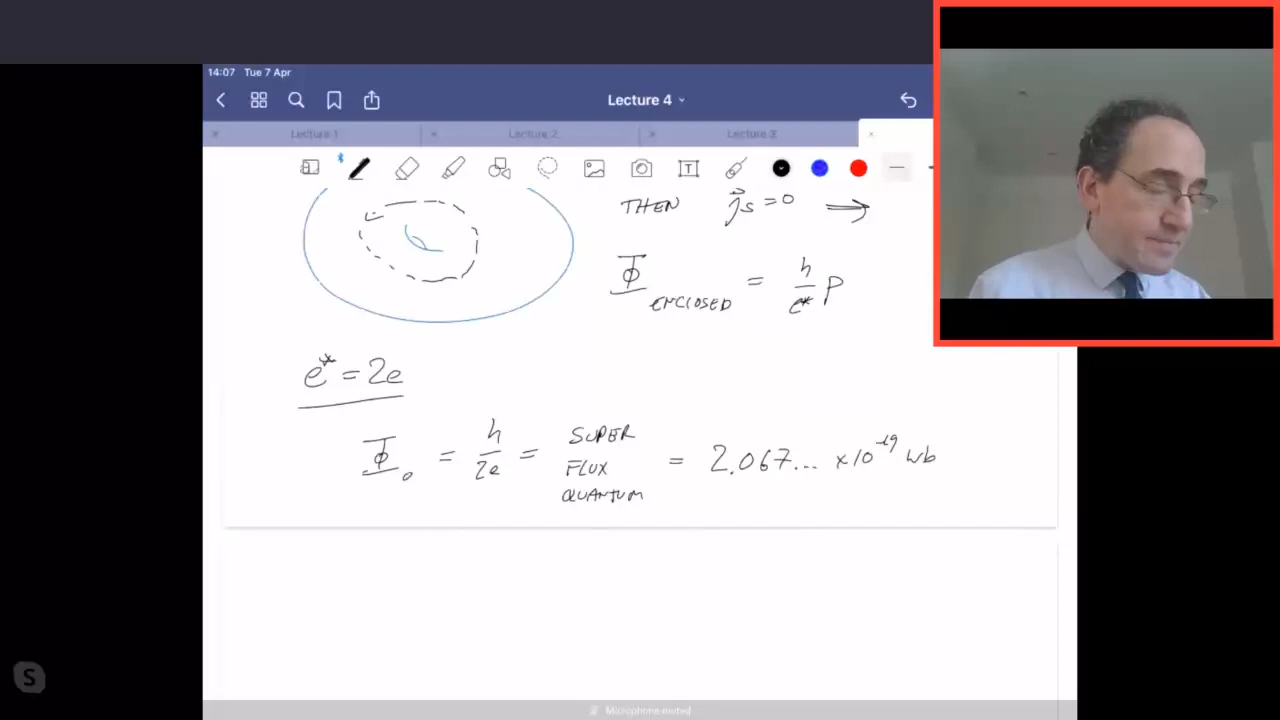 14:07 Tue 7 Apr
Lecture 4
Lecture 1
Lecture 2
Lecture 3
T
THEN j⃗s = 0 ⟹
Φ ENCLOSED = h/e* p
e* = 2e
Φ₀ = h/2e = SUPER FLUX QUANTUM = 2.067... ×10⁻¹⁹ Wb
S
Microphone muted